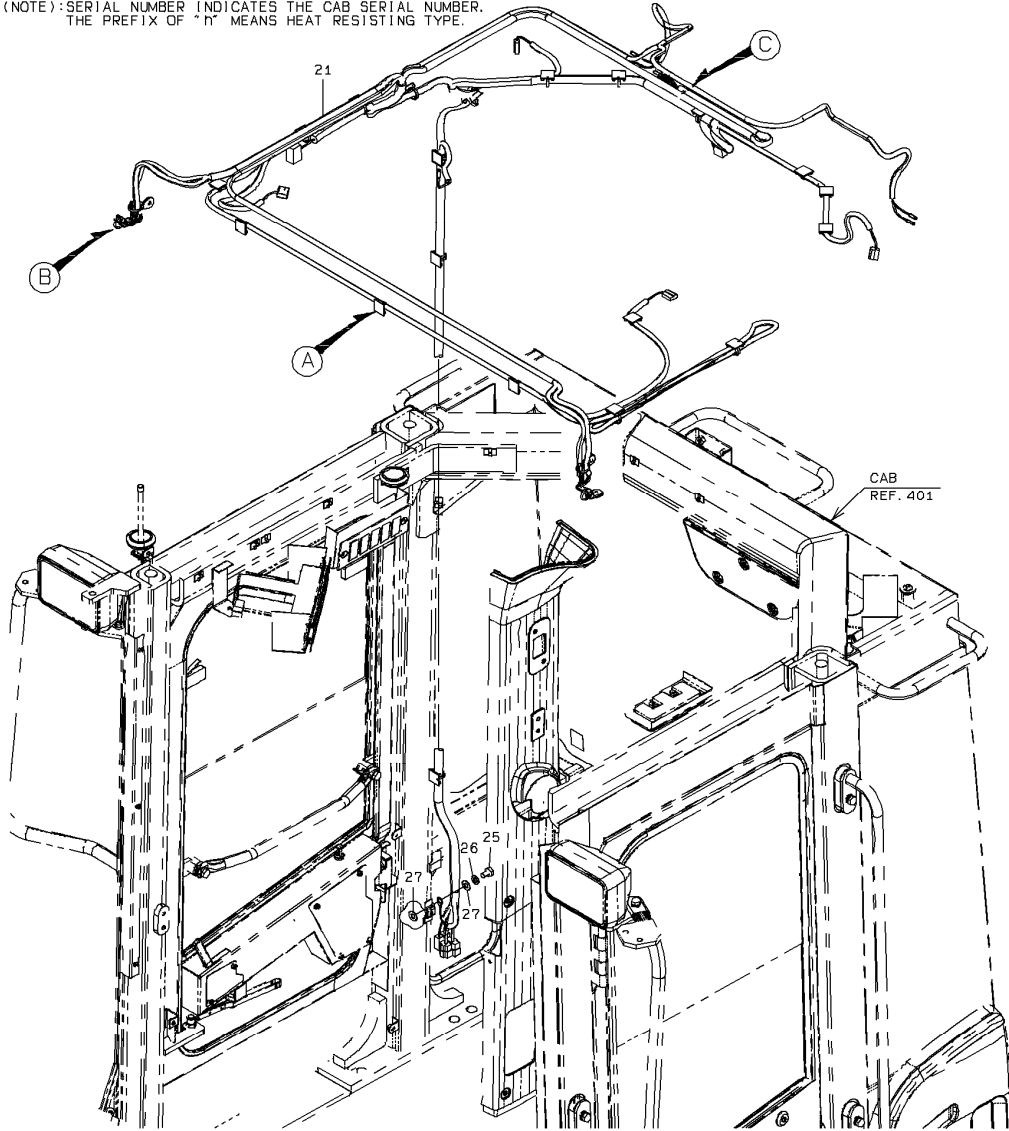 (NOTE):SERIAL NUMBER INDICATES THE CAB SERIAL NUMBER.
THE PREFIX OF "h" MEANS HEAT RESISTING TYPE.
21
C
B
A
CAB
REF. 401
25
26
27
27